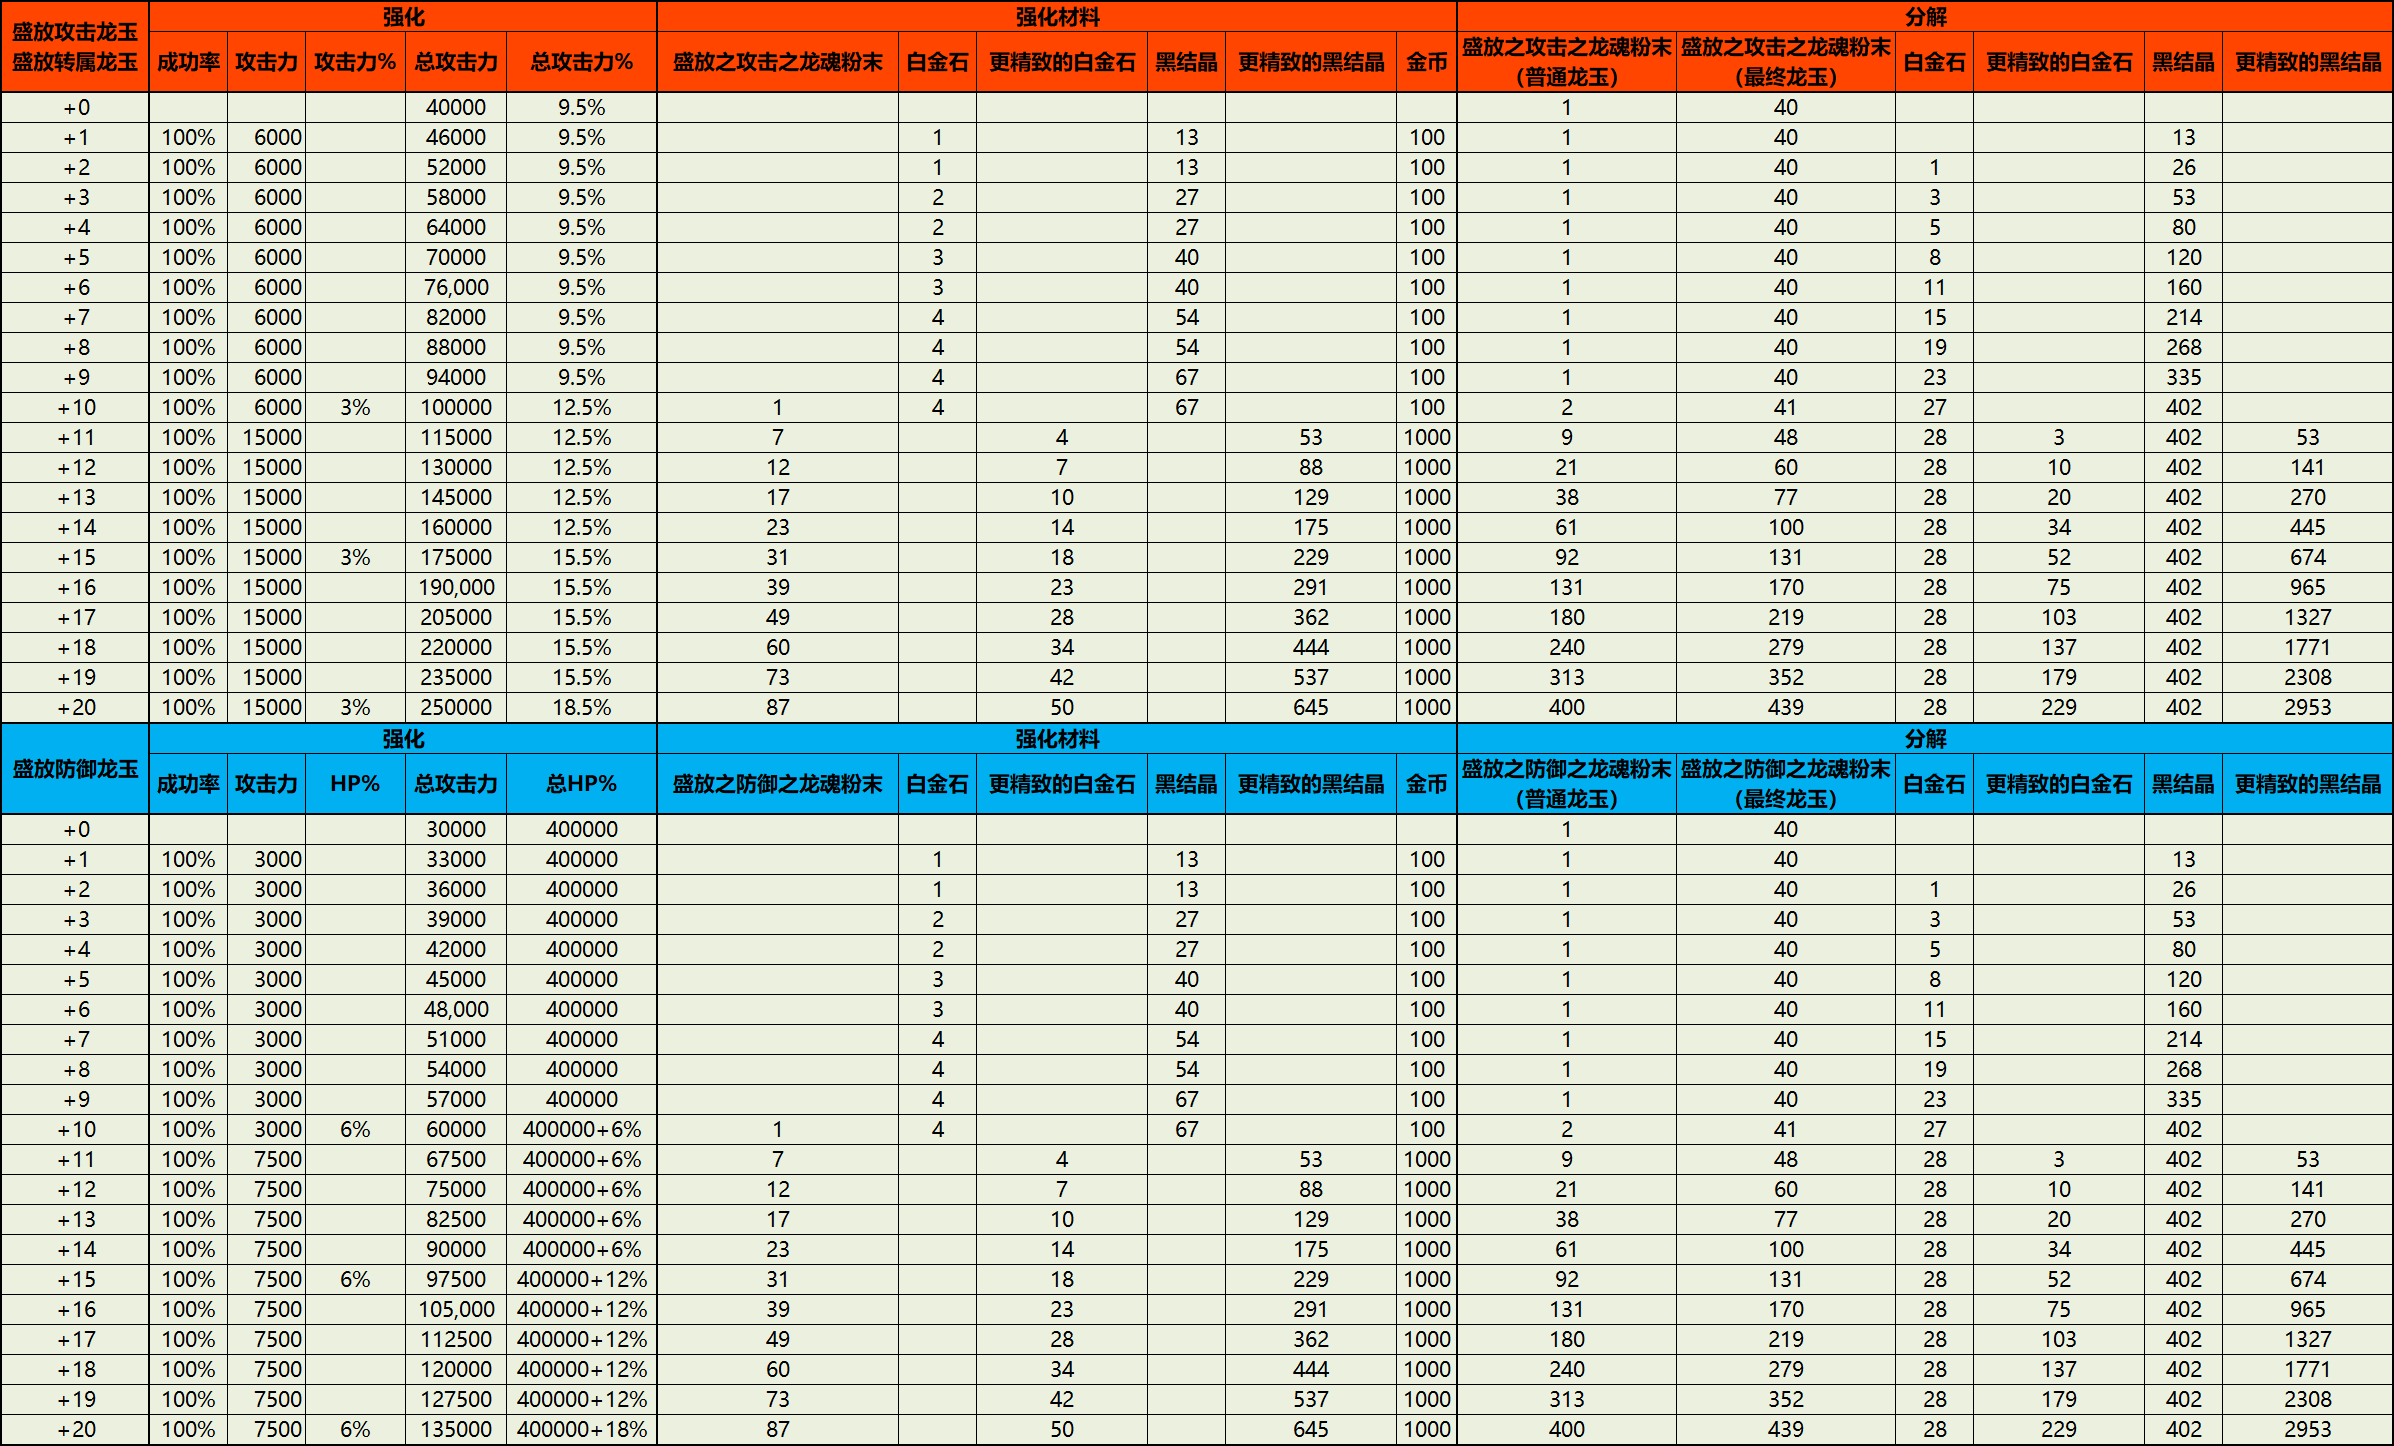 盛放攻击龙玉
盛放转属龙玉
强化 强化材料 分解
成功率 攻击力 攻击力% 总攻击力 总攻击力% 盛放之攻击之龙魂粉末 白金石 更精致的白金石 黑结晶 更精致的黑结晶 金币 盛放之攻击之龙魂粉末 盛放之攻击之龙魂粉末 白金石 更精致的白金石 黑结晶 更精致的黑结晶
(普通龙玉) (最终龙玉)
+0 40000 9.5% 1 40
+1 100% 6000 46000 9.5% 1 13 100 1 40 13
+2 100% 6000 52000 9.5% 1 13 100 1 40 1 26
+3 100% 6000 58000 9.5% 2 27 100 1 40 3 53
+4 100% 6000 64000 9.5% 2 27 100 1 40 5 80
+5 100% 6000 70000 9.5% 3 40 100 1 40 8 120
+6 100% 6000 76,000 9.5% 3 40 100 1 40 11 160
+7 100% 6000 82000 9.5% 4 54 100 1 40 15 214
+8 100% 6000 88000 9.5% 4 54 100 1 40 19 268
+9 100% 6000 94000 9.5% 4 67 100 1 40 23 335
+10 100% 6000 3% 100000 12.5% 1 4 67 100 2 41 27 402
+11 100% 15000 115000 12.5% 7 4 53 1000 9 48 28 3 402 53
+12 100% 15000 130000 12.5% 12 7 88 1000 21 60 28 10 402 141
+13 100% 15000 145000 12.5% 17 10 129 1000 38 77 28 20 402 270
+14 100% 15000 160000 12.5% 23 14 175 1000 61 100 28 34 402 445
+15 100% 15000 3% 175000 15.5% 31 18 229 1000 92 131 28 52 402 674
+16 100% 15000 190,000 15.5% 39 23 291 1000 131 170 28 75 402 965
+17 100% 15000 205000 15.5% 49 28 362 1000 180 219 28 103 402 1327
+18 100% 15000 220000 15.5% 60 34 444 1000 240 279 28 137 402 1771
+19 100% 15000 235000 15.5% 73 42 537 1000 313 352 28 179 402 2308
+20 100% 15000 3% 250000 18.5% 87 50 645 1000 400 439 28 229 402 2953
盛放防御龙玉
强化 强化材料 分解
成功率 攻击力 HP% 总攻击力 总HP% 盛放之防御之龙魂粉末 白金石 更精致的白金石 黑结晶 更精致的黑结晶 金币 盛放之防御之龙魂粉末 盛放之防御之龙魂粉末 白金石 更精致的白金石 黑结晶 更精致的黑结晶
(普通龙玉) (最终龙玉)
+0 30000 400000 1 40
+1 100% 3000 33000 400000 1 13 100 1 40 13
+2 100% 3000 36000 400000 1 13 100 1 40 1 26
+3 100% 3000 39000 400000 2 27 100 1 40 3 53
+4 100% 3000 42000 400000 2 27 100 1 40 5 80
+5 100% 3000 45000 400000 3 40 100 1 40 8 120
+6 100% 3000 48,000 400000 3 40 100 1 40 11 160
+7 100% 3000 51000 400000 4 54 100 1 40 15 214
+8 100% 3000 54000 400000 4 54 100 1 40 19 268
+9 100% 3000 57000 400000 4 67 100 1 40 23 335
+10 100% 3000 6% 60000 400000+6% 1 4 67 100 2 41 27 402
+11 100% 7500 67500 400000+6% 7 4 53 1000 9 48 28 3 402 53
+12 100% 7500 75000 400000+6% 12 7 88 1000 21 60 28 10 402 141
+13 100% 7500 82500 400000+6% 17 10 129 1000 38 77 28 20 402 270
+14 100% 7500 90000 400000+6% 23 14 175 1000 61 100 28 34 402 445
+15 100% 7500 6% 97500 400000+12% 31 18 229 1000 92 131 28 52 402 674
+16 100% 7500 105,000 400000+12% 39 23 291 1000 131 170 28 75 402 965
+17 100% 7500 112500 400000+12% 49 28 362 1000 180 219 28 103 402 1327
+18 100% 7500 120000 400000+12% 60 34 444 1000 240 279 28 137 402 1771
+19 100% 7500 127500 400000+12% 73 42 537 1000 313 352 28 179 402 2308
+20 100% 7500 6% 135000 400000+18% 87 50 645 1000 400 439 28 229 402 2953